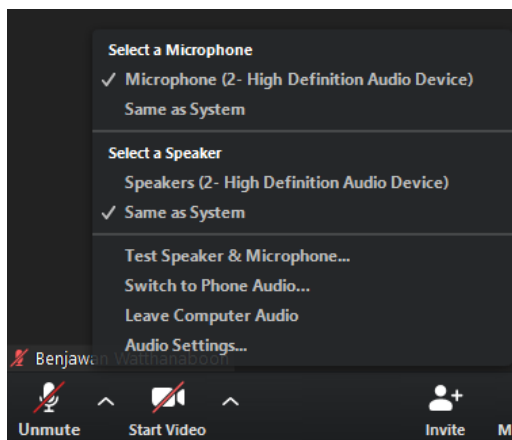 Select a Microphone
✓ Microphone (2- High Definition Audio Device)
Same as System
Select a Speaker
Speakers (2- High Definition Audio Device)
✓ Same as System
Test Speaker & Microphone...
Switch to Phone Audio...
Leave Computer Audio
Audio Settings...
Benjawan Watthanaboon
Unmute
Start Video
Invite
M